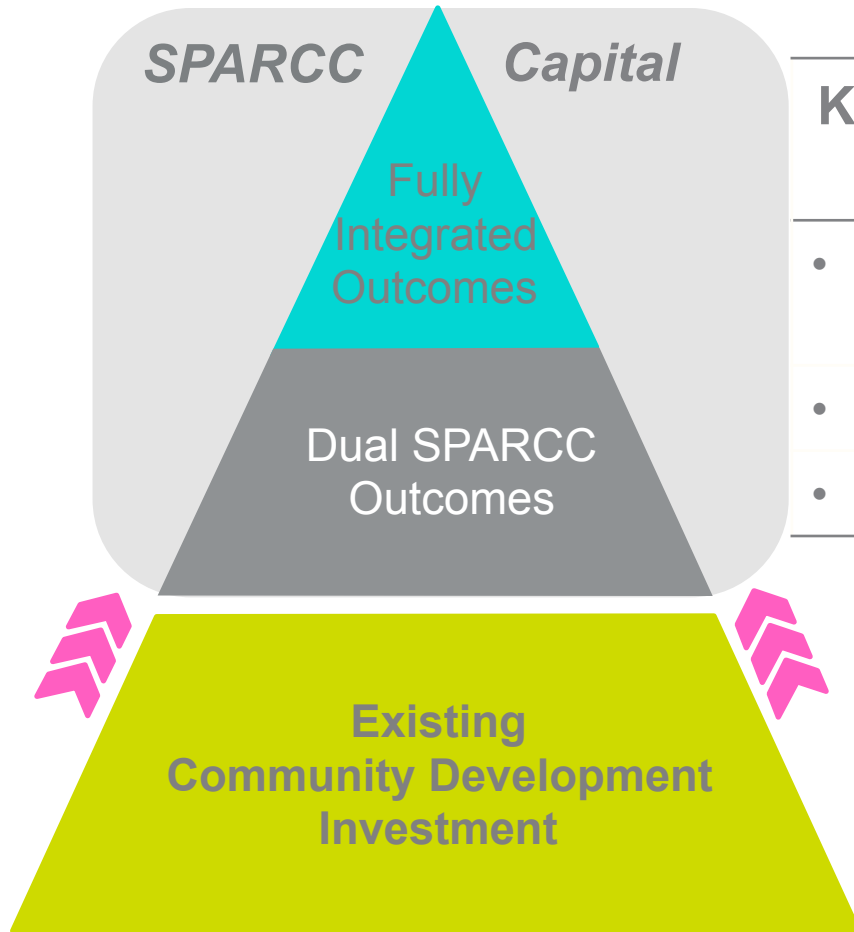 SPARCC Capital
K
Fully
Integrated
Outcomes
•
•
•
Dual SPARCC
Outcomes
Existing
Community Development
Investment